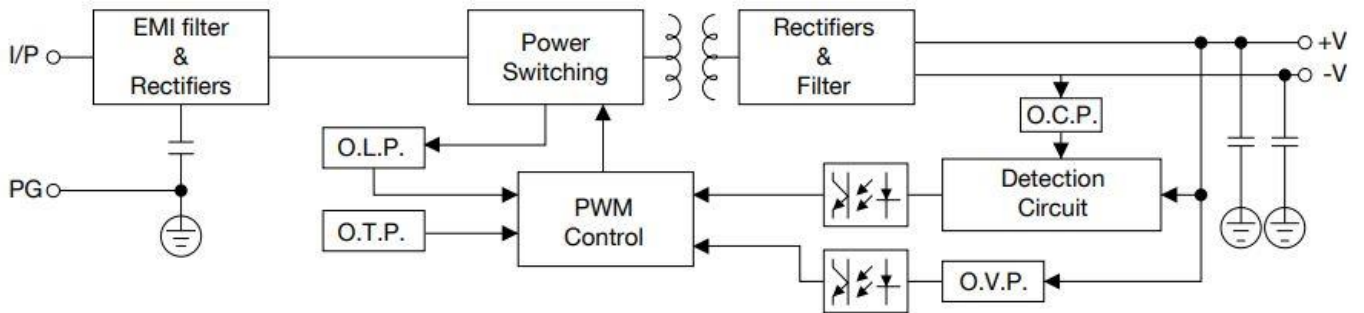 I/P
EMI filter
&
Rectifiers
Power
Switching
Rectifiers
&
Filter
+V
-V
O.C.P.
O.L.P.
PG
PWM
Control
Detection
Circuit
O.T.P.
O.V.P.